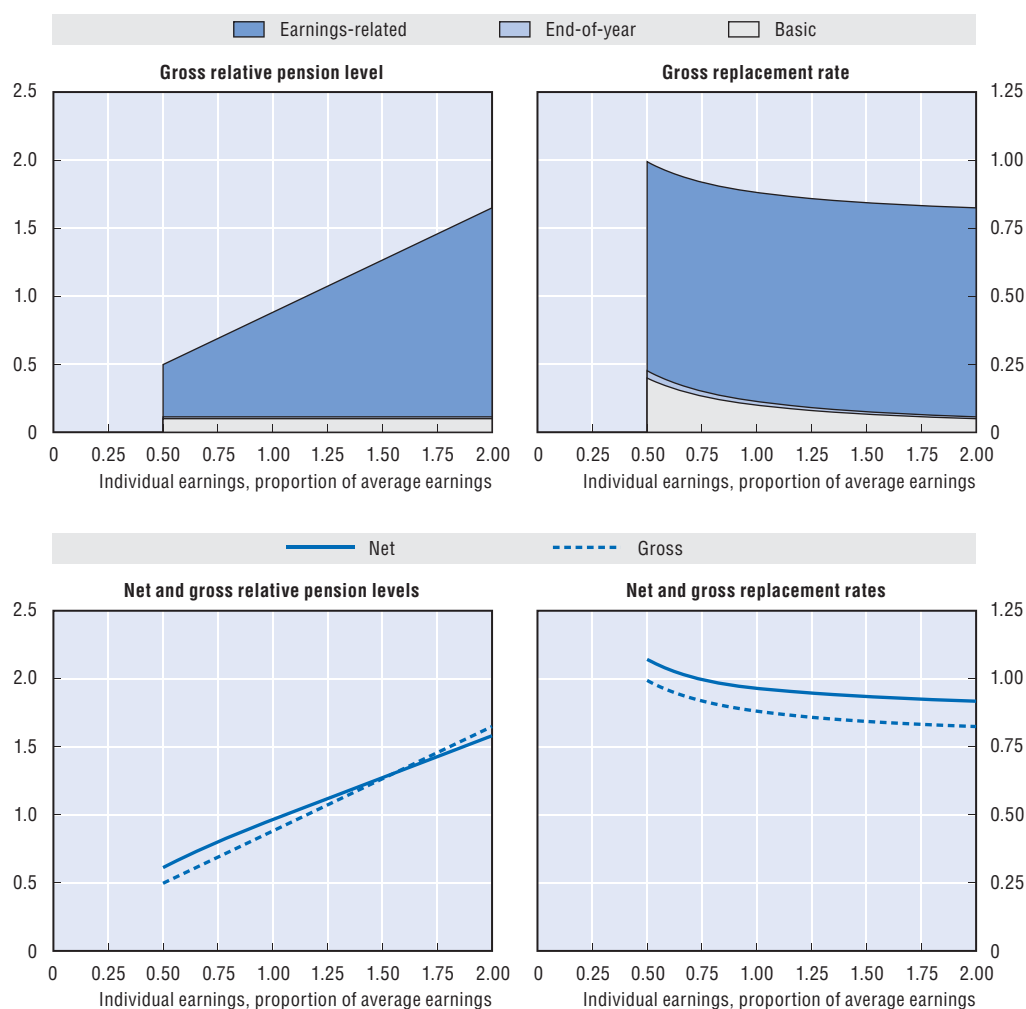 Earnings-related End-of-year Basic
Gross relative pension level
2.5
2.0
1.5
1.0
0.5
0
0 0.25 0.50 0.75 1.00 1.25 1.50 1.75 2.00
Individual earnings, proportion of average earnings
Gross replacement rate
1.25
1.00
0.75
0.50
0.25
0
0 0.25 0.50 0.75 1.00 1.25 1.50 1.75 2.00
Individual earnings, proportion of average earnings
Net Gross
Net and gross relative pension levels
2.5
2.0
1.5
1.0
0.5
0
0 0.25 0.50 0.75 1.00 1.25 1.50 1.75 2.00
Individual earnings, proportion of average earnings
Net and gross replacement rates
1.25
1.00
0.75
0.50
0.25
0
0 0.25 0.50 0.75 1.00 1.25 1.50 1.75 2.00
Individual earnings, proportion of average earnings